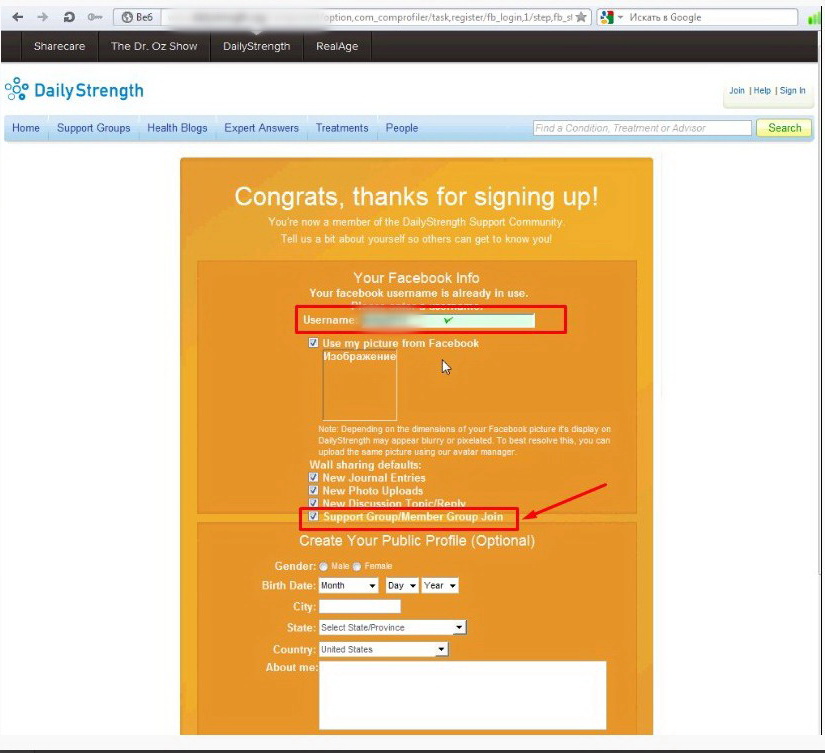 Веб option,com_comprofiler/task,register/fb_login,1/step,fb_sl Искать в Google
Sharecare The Dr. Oz Show DailyStrength RealAge
DailyStrength
Join | Help | Sign In
Home Support Groups Health Blogs Expert Answers Treatments People Find a Condition, Treatment or Advisor Search
Congrats, thanks for signing up!
You're now a member of the DailyStrength Support Community.
Tell us a bit about yourself so others can get to know you!
Your Facebook Info
Your facebook username is already in use.
Please enter a username.
Username:
Use my picture from Facebook
Изображение
Note: Depending on the dimensions of your Facebook picture it's display on
DailyStrength may appear blurry or pixelated. To best resolve this, you can
upload the same picture using our avatar manager.
Wall sharing defaults:
New Journal Entries
New Photo Uploads
New Discussion Topic/Reply
Support Group/Member Group Join
Create Your Public Profile (Optional)
Gender: Male Female
Birth Date: Month Day Year
City:
State: Select State/Province
Country: United States
About me: